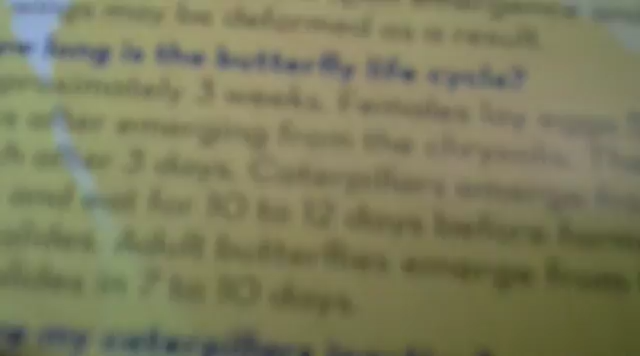 may be deformed as a result.
long is the butterfly life cycle?
3 weeks. Females lay eggs
after emerging from the chrysalis.
after 3 days. Caterpillars emerge
and eat for 10 to 12 days before
Adult butterflies emerge from
in 7 to 10 days.
my caterpillars